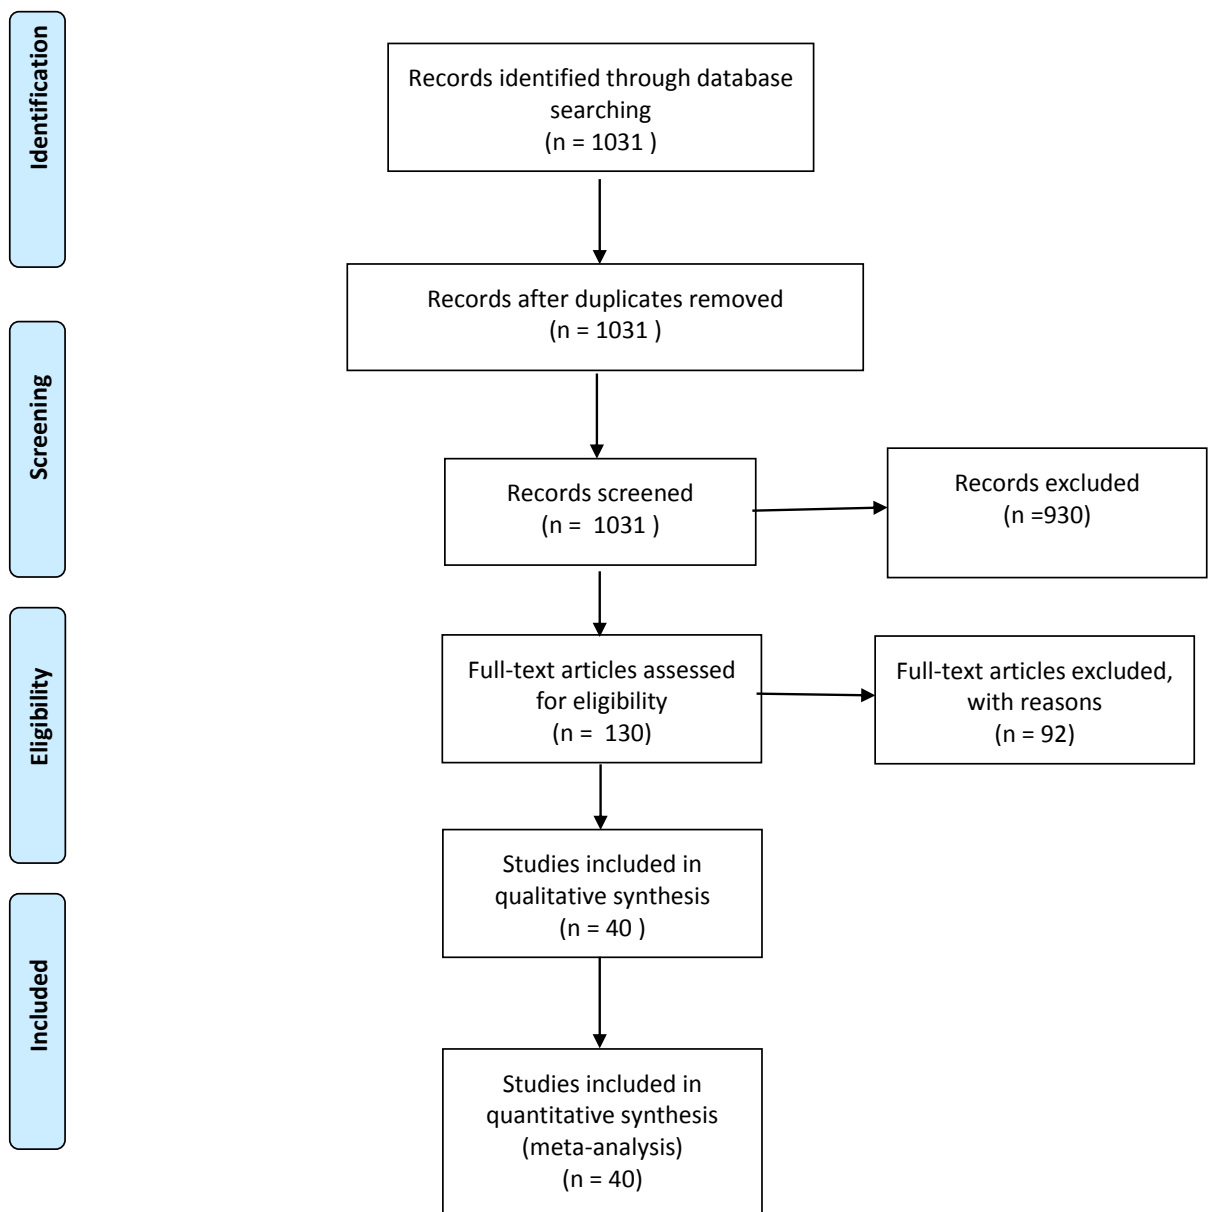 Identification
Records identified through database
searching
(n = 1031 )
Records after duplicates removed
(n = 1031 )
Screening
Records screened
(n =  1031 )
Records excluded
(n =930)
Eligibility
Full-text articles assessed
for eligibility
(n =  130)
Full-text articles excluded,
with reasons
(n = 92)
Studies included in
qualitative synthesis
(n = 40 )
Included
Studies included in
quantitative synthesis
(meta-analysis)
(n = 40)